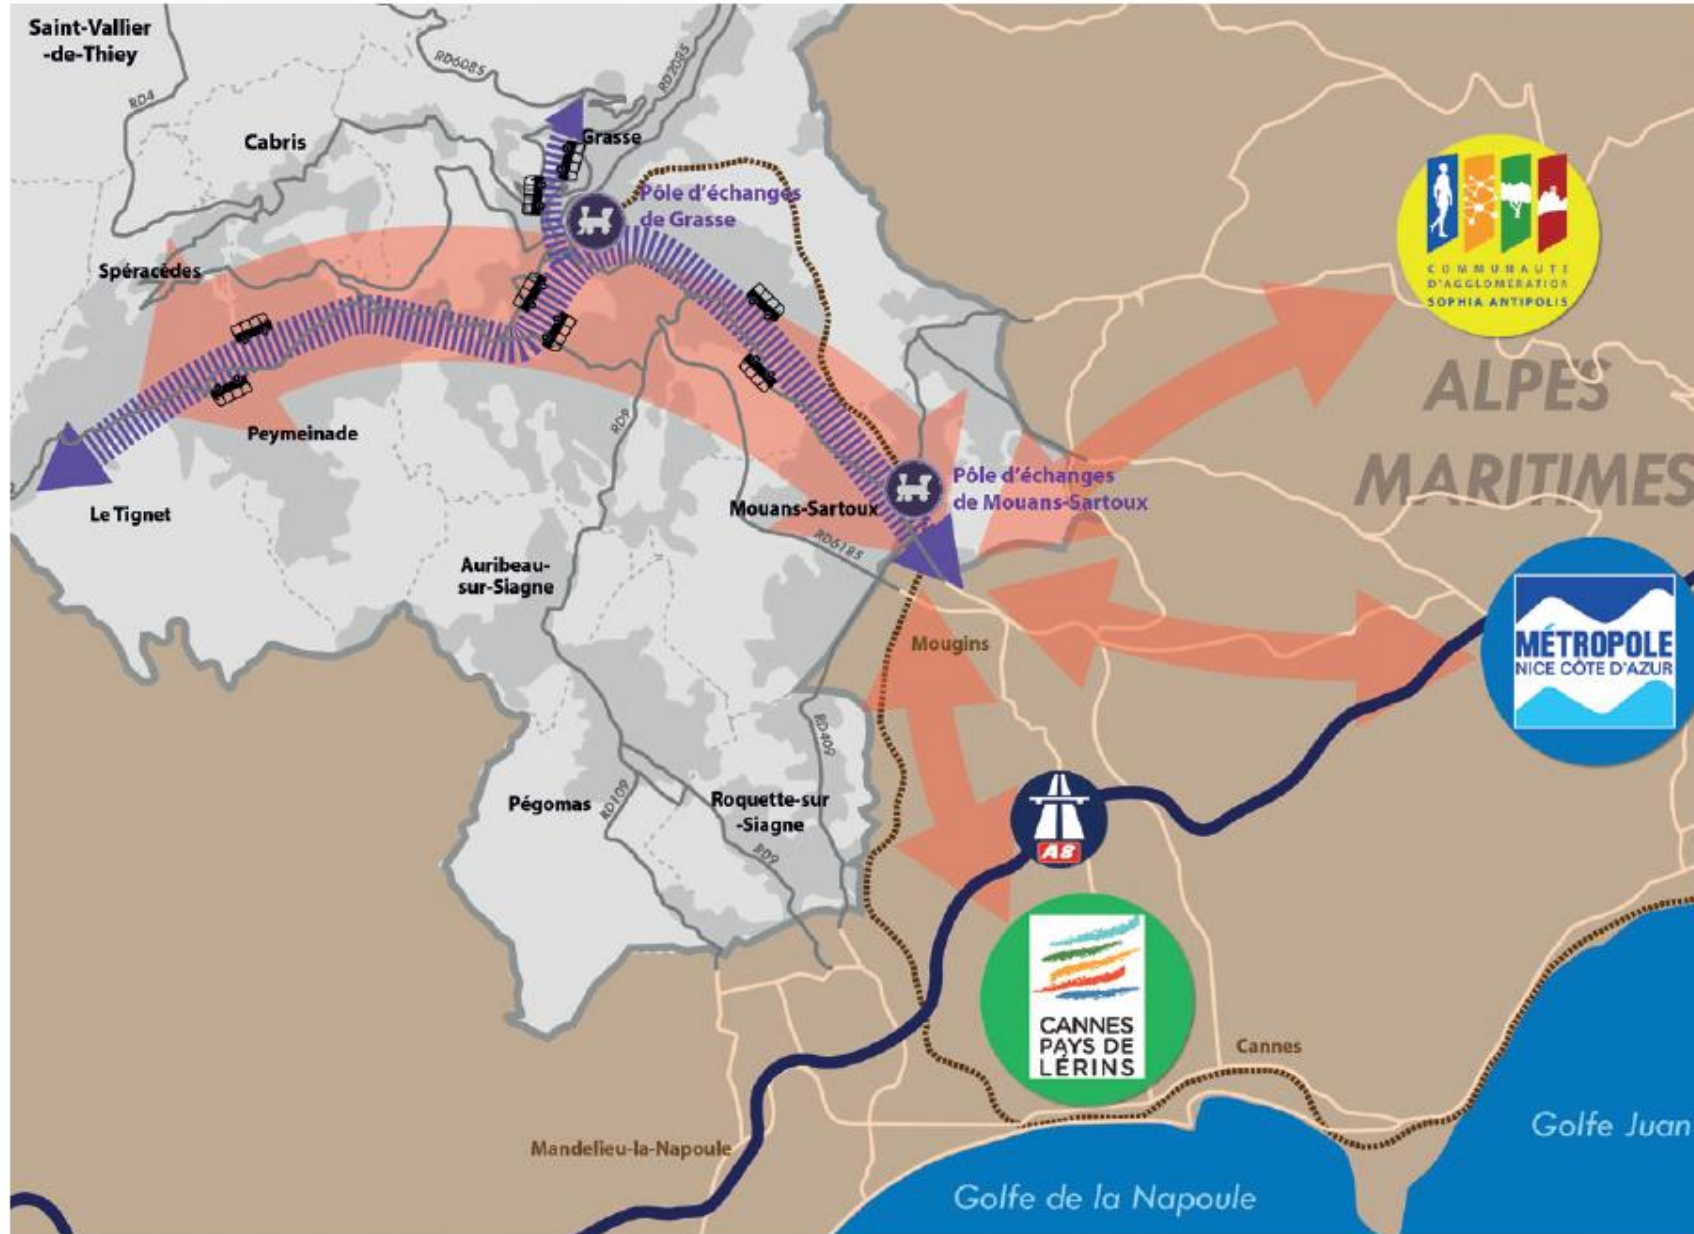 Saint-Vallier
-de-Thiey
RD4
RD6085
RD2085
Cabris
Grasse
Pôle d'échanges
de Grasse
Spéracèdes
COMMUNAUTE
D'AGGLOMÉRATION
SOPHIA ANTIPOLIS
ALPES
MARITIMES
Peymeinade
RD9
Le Tignet
Mouans-Sartoux
Pôle d'échanges
de Mouans-Sartoux
RD6185
Auribeau-
sur-Siagne
Mougins
MÉTROPOLE
NICE CÔTE D'AZUR
RD409
Pégomas
RD109
Roquette-sur
-Siagne
RD9
A8
CANNES
PAYS DE
LÉRINS
Cannes
Mandelieu-la-Napoule
Golfe Juan
Golfe de la Napoule